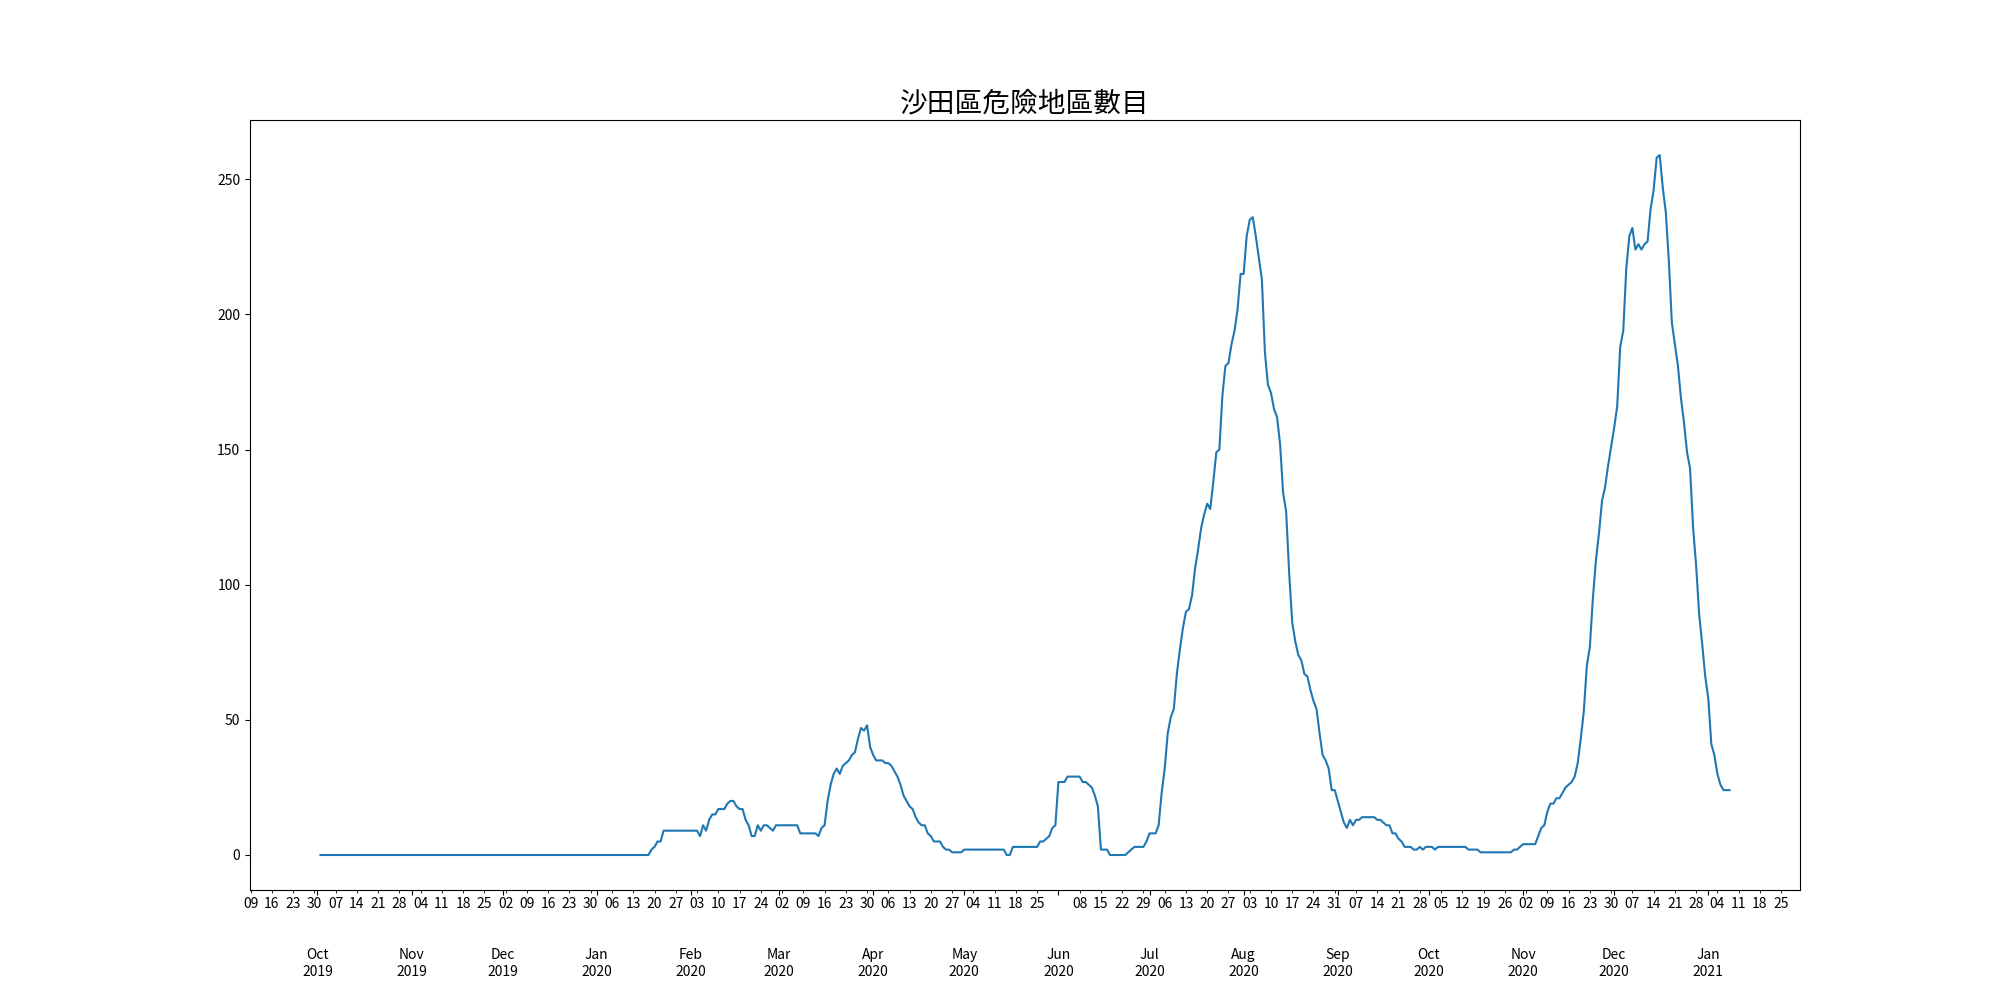 沙田區危險地區數目
250
200
150
100
50
0
09 16 23 30 07 14 21 28 04 11 18 25 02 09 16 23 30 06 13 20 27 03 10 17 24 02 09 16 23 30 06 13 20 27 04 11 18 25 08 15 22 29 06 13 20 27 03 10 17 24 31 07 14 21 28 05 12 19 26 02 09 16 23 30 07 14 21 28 04 11 18 25
Oct Nov Dec Jan Feb Mar Apr May Jun Jul Aug Sep Oct Nov Dec Jan
2019 2019 2019 2020 2020 2020 2020 2020 2020 2020 2020 2020 2020 2020 2020 2021